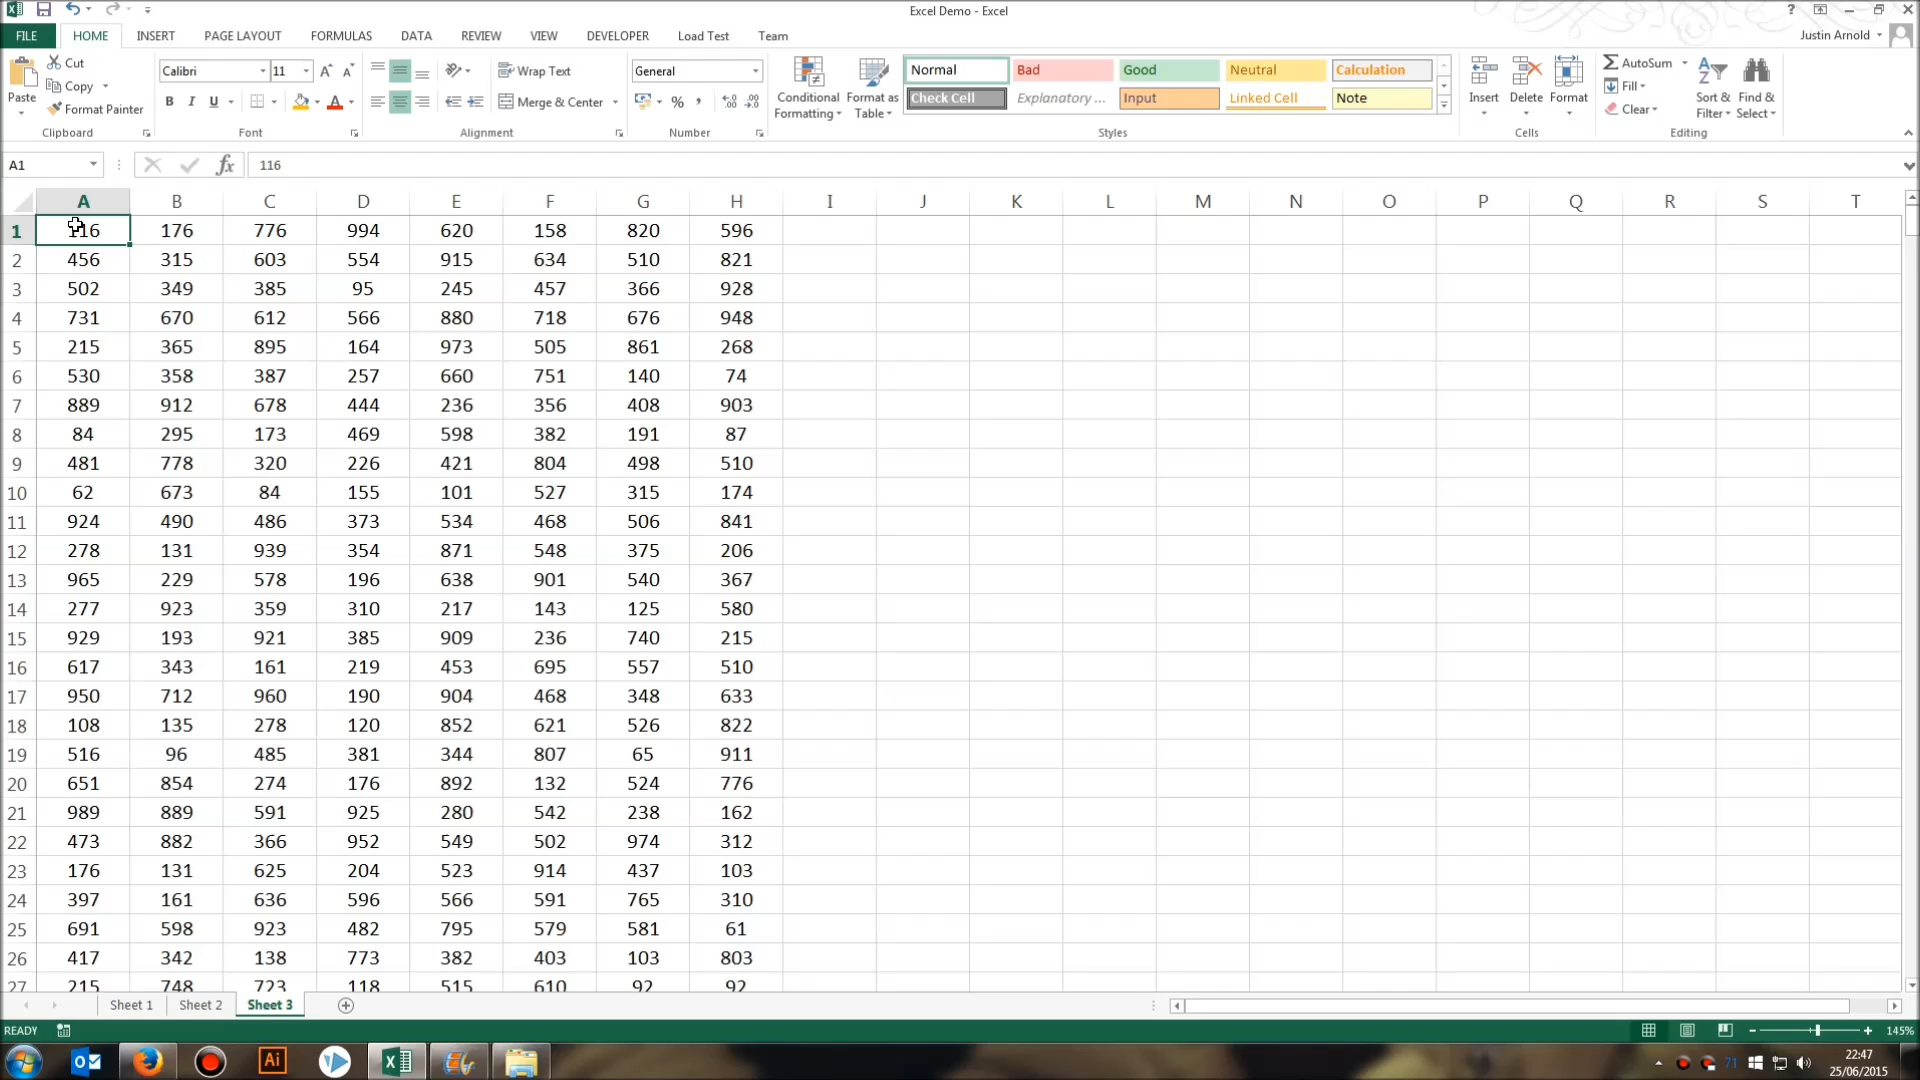 Excel Demo - Excel
?
FILE HOME INSERT PAGE LAYOUT FORMULAS DATA REVIEW VIEW DEVELOPER Load Test Team Justin Arnold
Paste
Cut
Copy
Format Painter
Clipboard
Calibri 11
B I U
Font
Wrap Text
Merge & Center
Alignment
General
%
Number
Conditional Formatting
Format as Table
Normal Bad Good Neutral Calculation
Check Cell Explanatory ... Input Linked Cell Note
Styles
Insert Delete Format
Cells
AutoSum
Fill
Clear
Sort & Filter
Find & Select
Editing
A1 fx 116
A B C D E F G H I J K L M N O P Q R S T
1 116 176 776 994 620 158 820 596
2 456 315 603 554 915 634 510 821
3 502 349 385 95 245 457 366 928
4 731 670 612 566 880 718 676 948
5 215 365 895 164 973 505 861 268
6 530 358 387 257 660 751 140 74
7 889 912 678 444 236 356 408 903
8 84 295 173 469 598 382 191 87
9 481 778 320 226 421 804 498 510
10 62 673 84 155 101 527 315 174
11 924 490 486 373 534 468 506 841
12 278 131 939 354 871 548 375 206
13 965 229 578 196 638 901 540 367
14 277 923 359 310 217 143 125 580
15 929 193 921 385 909 236 740 215
16 617 343 161 219 453 695 557 510
17 950 712 960 190 904 468 348 633
18 108 135 278 120 852 621 526 822
19 516 96 485 381 344 807 65 911
20 651 854 274 176 892 132 524 776
21 989 889 591 925 280 542 238 162
22 473 882 366 952 549 502 974 312
23 176 131 625 204 523 914 437 103
24 397 161 636 596 566 591 765 310
25 691 598 923 482 795 579 581 61
26 417 342 138 773 382 403 103 803
27 215 748 723 118 515 610 92 92
Sheet 1 Sheet 2 Sheet 3
READY 145%
Ai 71 22:47
25/06/2015